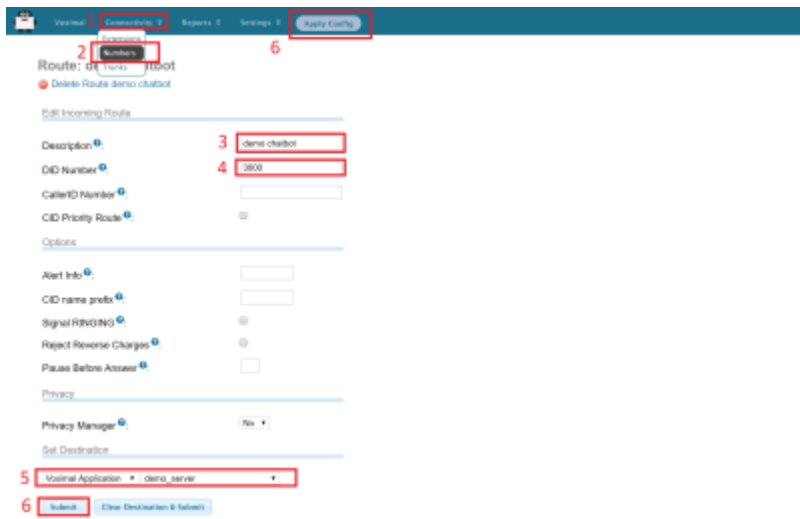 Voximal 1 Connectivity Reports Settings Apply Config
Extensions
2 Numbers 6
Trunks
Route: de tbot
Delete Route demo chatbot
Edit Incoming Route
Description ?: 3 demo chatbot
DID Number ?: 4 3000
CallerID Number ?:
CID Priority Route ?:
Options
Alert Info ?:
CID name prefix ?:
Signal RINGING ?:
Reject Reverse Charges ?:
Pause Before Answer ?:
Privacy
Privacy Manager ?: No
Set Destination
5 Voximal Application demo_server
6 Submit Clear Destination & Submit